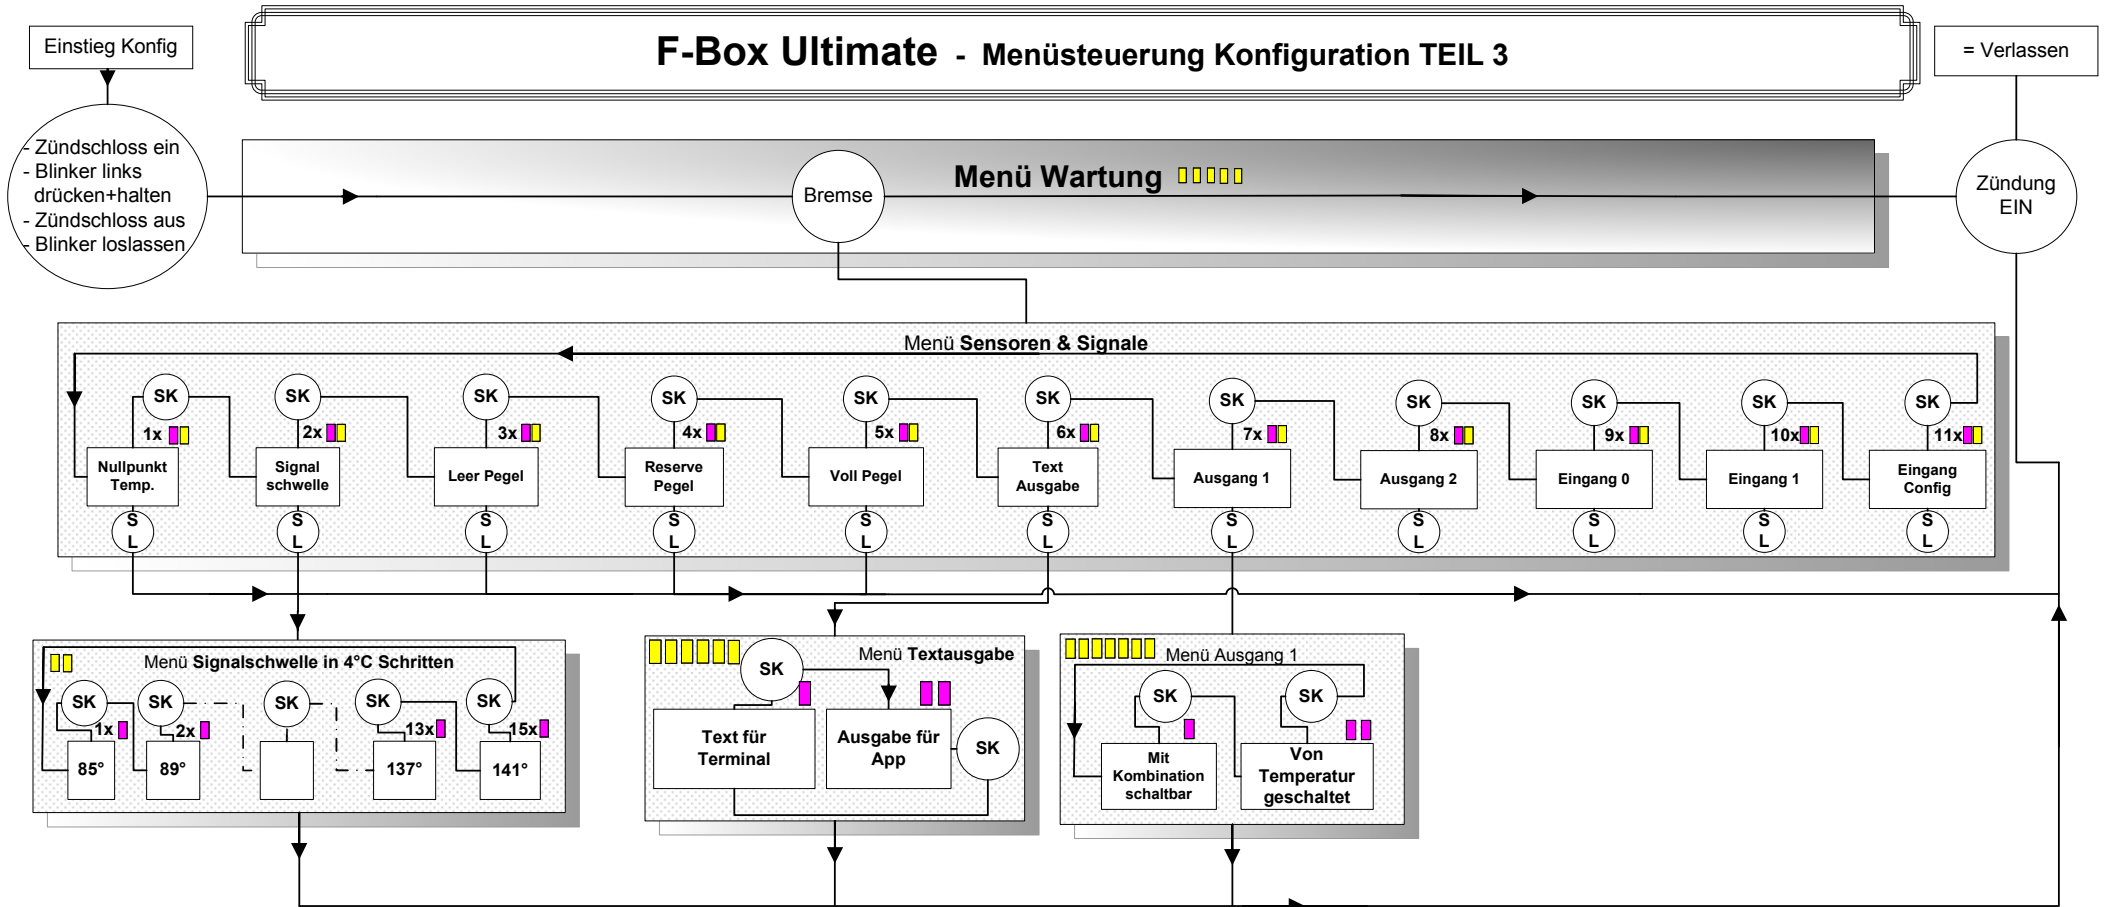 Einstieg Konfig
F-Box Ultimate - Menüsteuerung Konfiguration TEIL 3
= Verlassen
- Zündschloss ein
- Blinker links
drücken+halten
- Zündschloss aus
- Blinker loslassen
Bremse
Menü Wartung
Zündung
EIN
Menü Sensoren & Signale
SK SK SK SK SK SK SK SK SK SK SK
1x 2x 3x 4x 5x 6x 7x 8x 9x 10x 11x
Nullpunkt
Temp.
Signal
schwelle
Leer Pegel
Reserve
Pegel
Voll Pegel
Text
Ausgabe
Ausgang 1
Ausgang 2
Eingang 0
Eingang 1
Eingang
Config
S S S S S S S S S S S
L L L L L L L L L L L
Menü Signalschwelle in 4°C Schritten
SK SK SK SK SK
1x 2x 13x 15x
85° 89° 137° 141°
Menü Textausgabe
SK
Text für
Terminal
Ausgabe für
App
SK
Menü Ausgang 1
SK SK
Mit
Kombination
schaltbar
Von
Temperatur
geschaltet